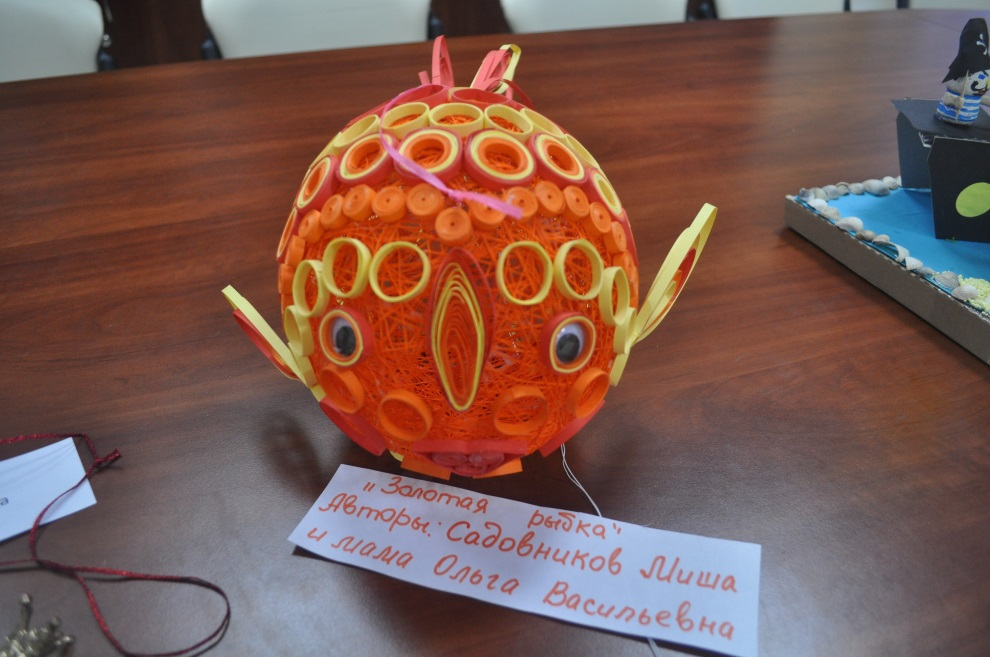 "Золотая рыбка"
Авторы: Садовников Миша
и мама Ольга Васильевна